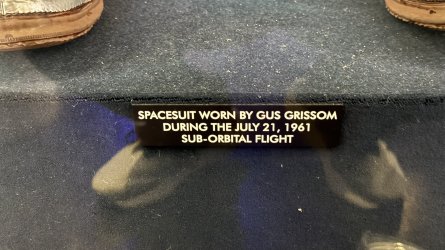 SPACESUIT WORN BY GUS GRISSOM
DURING THE JULY 21, 1961
SUB-ORBITAL FLIGHT